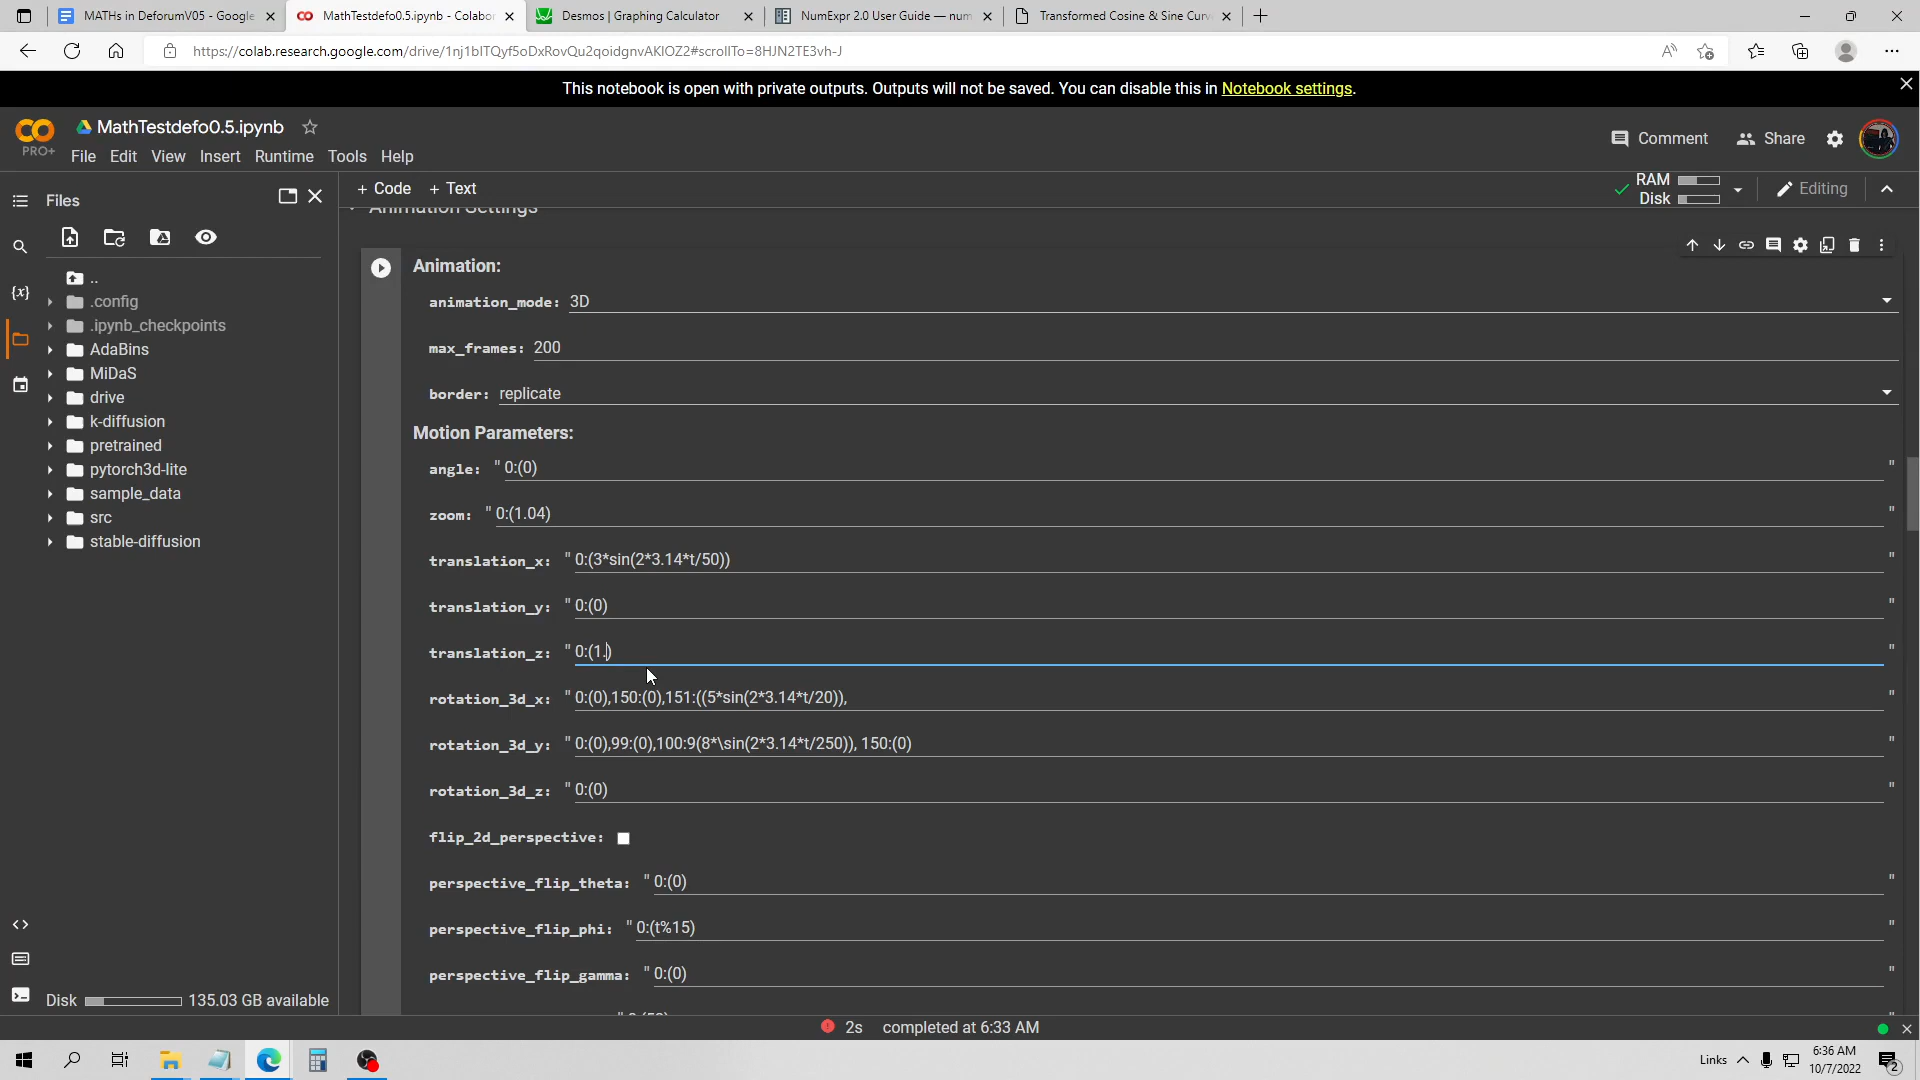 MATHs in DeforumV05 - Google
MathTestdefo0.5.ipynb - Colabor
Desmos | Graphing Calculator
NumExpr 2.0 User Guide — num
Transformed Cosine & Sine Curv
https://colab.research.google.com/drive/1nj1bITQyf5oDxRovQu2qoidgnvAKIOZ2#scrollTo=8HJN2TE3vh-J
This notebook is open with private outputs. Outputs will not be saved. You can disable this in Notebook settings.
MathTestdefo0.5.ipynb
PRO+
File Edit View Insert Runtime Tools Help
Comment
Share
Files
+ Code + Text
RAM
Disk
Editing
Animation Settings
..
.config
.ipynb_checkpoints
AdaBins
MiDaS
drive
k-diffusion
pretrained
pytorch3d-lite
sample_data
src
stable-diffusion
Disk 135.03 GB available
Animation:
animation_mode: 3D
max_frames: 200
border: replicate
Motion Parameters:
angle: " 0:(0) "
zoom: " 0:(1.04) "
translation_x: " 0:(3*sin(2*3.14*t/50)) "
translation_y: " 0:(0) "
translation_z: " 0:(1.) "
rotation_3d_x: " 0:(0),150:(0),151:((5*sin(2*3.14*t/20)), "
rotation_3d_y: " 0:(0),99:(0),100:9(8*\sin(2*3.14*t/250)), 150:(0) "
rotation_3d_z: " 0:(0) "
flip_2d_perspective:
perspective_flip_theta: " 0:(0) "
perspective_flip_phi: " 0:(t%15) "
perspective_flip_gamma: " 0:(0) "
2s completed at 6:33 AM
Links
6:36 AM
10/7/2022
2